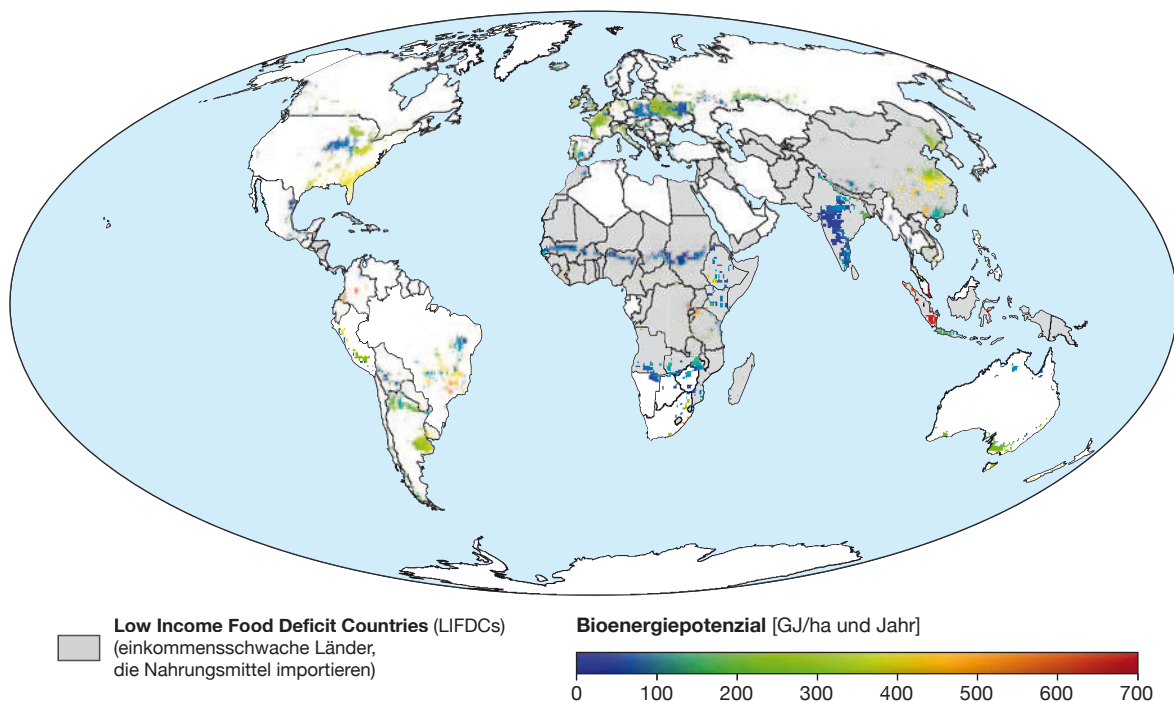 Low Income Food Deficit Countries (LIFDCs)
(einkommensschwache Länder,
die Nahrungsmittel importieren)
Bioenergiepotenzial [GJ/ha und Jahr]
0 100 200 300 400 500 600 700